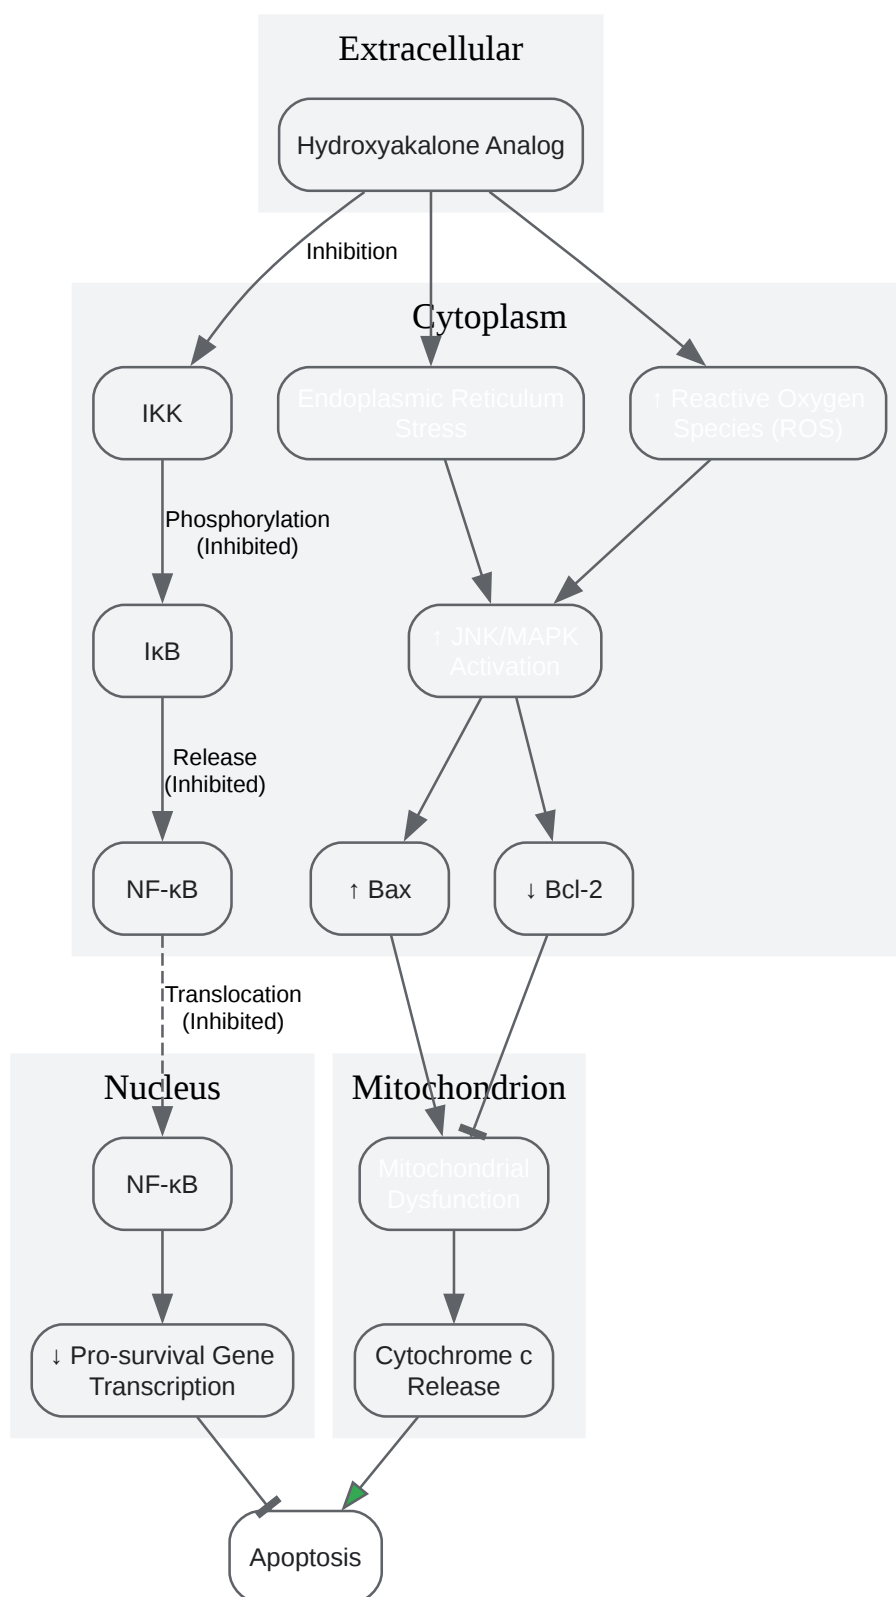 Extracellular
Hydroxyakalone Analog
Inhibition
Cytoplasm
IKK
Endoplasmic Reticulum
Stress
↑ Reactive Oxygen
Species (ROS)
Phosphorylation
(Inhibited)
IκB
↑ JNK/MAPK
Activation
Release
(Inhibited)
NF-κB
↑ Bax
↓ Bcl-2
Translocation
(Inhibited)
Nucleus
Mitochondrion
NF-κB
Mitochondrial
Dysfunction
↓ Pro-survival Gene
Transcription
Cytochrome c
Release
Apoptosis